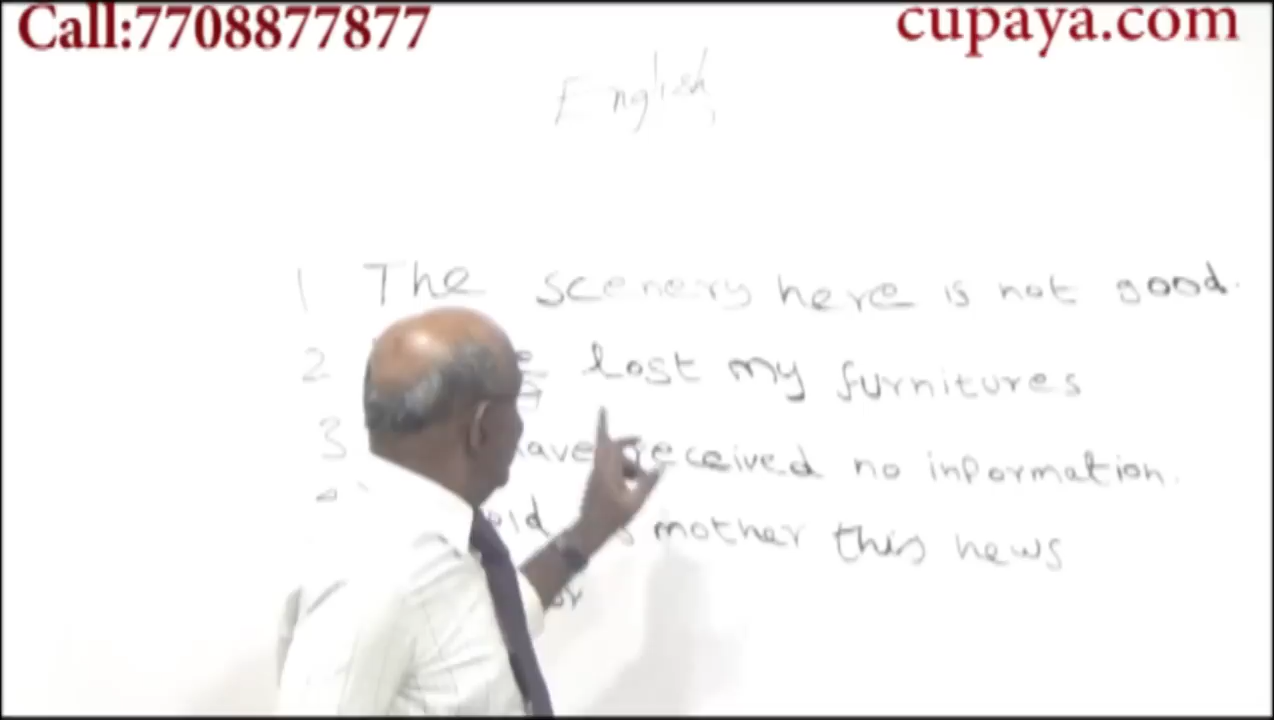 Call:7708877877
cupaya.com
English
1 The scenery here is not good.
2 lost my furnitures
3 received no information.
mother this news